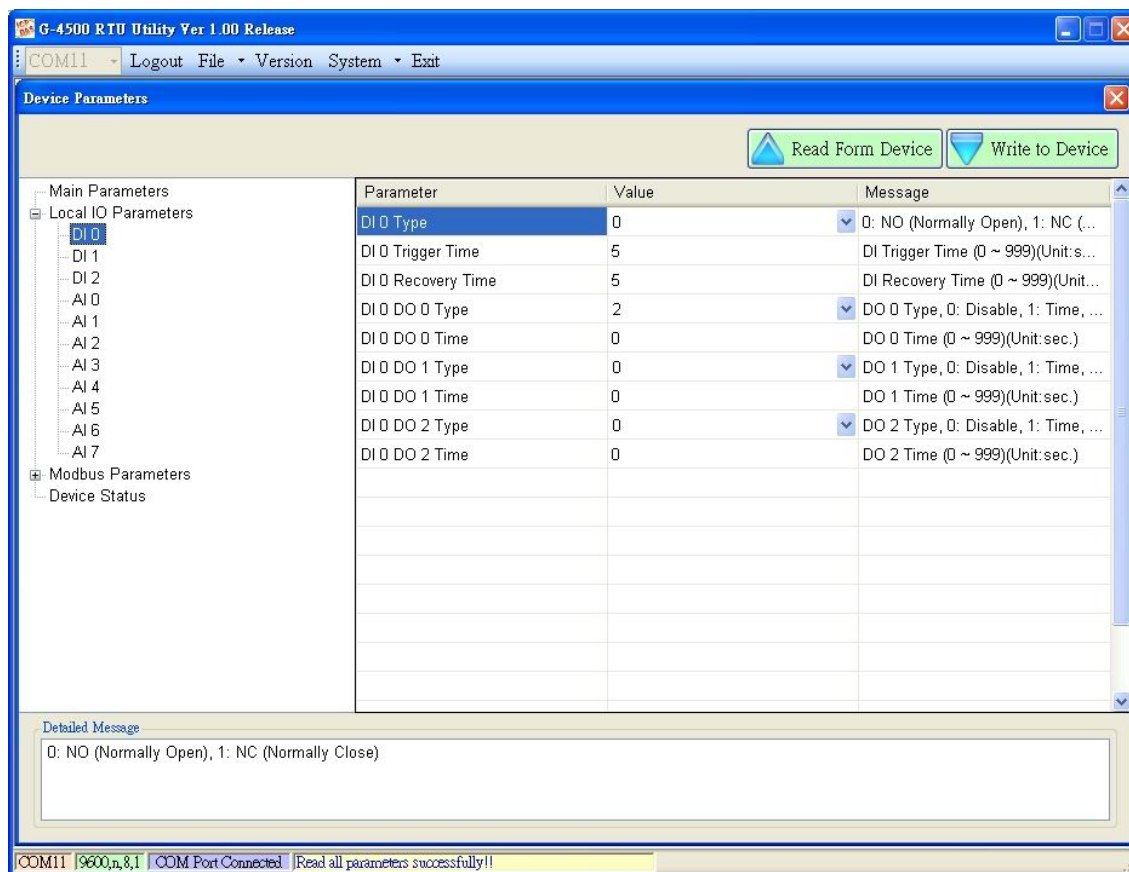 G-4500 RTU Utility Ver 1.00 Release
COM11 Logout File Version System Exit
Device Parameters
Read Form Device Write to Device
Main Parameters
Local IO Parameters
DI 0
DI 1
DI 2
AI 0
AI 1
AI 2
AI 3
AI 4
AI 5
AI 6
AI 7
Modbus Parameters
Device Status
Parameter Value Message
DI 0 Type 0 0: NO (Normally Open), 1: NC (...
DI 0 Trigger Time 5 DI Trigger Time (0 ~ 999)(Unit:s...
DI 0 Recovery Time 5 DI Recovery Time (0 ~ 999)(Unit...
DI 0 DO 0 Type 2 DO 0 Type, 0: Disable, 1: Time, ...
DI 0 DO 0 Time 0 DO 0 Time (0 ~ 999)(Unit:sec.)
DI 0 DO 1 Type 0 DO 1 Type, 0: Disable, 1: Time, ...
DI 0 DO 1 Time 0 DO 1 Time (0 ~ 999)(Unit:sec.)
DI 0 DO 2 Type 0 DO 2 Type, 0: Disable, 1: Time, ...
DI 0 DO 2 Time 0 DO 2 Time (0 ~ 999)(Unit:sec.)
Detailed Message
0: NO (Normally Open), 1: NC (Normally Close)
COM11 9600,n,8,1 COM Port Connected Read all parameters successfully!!